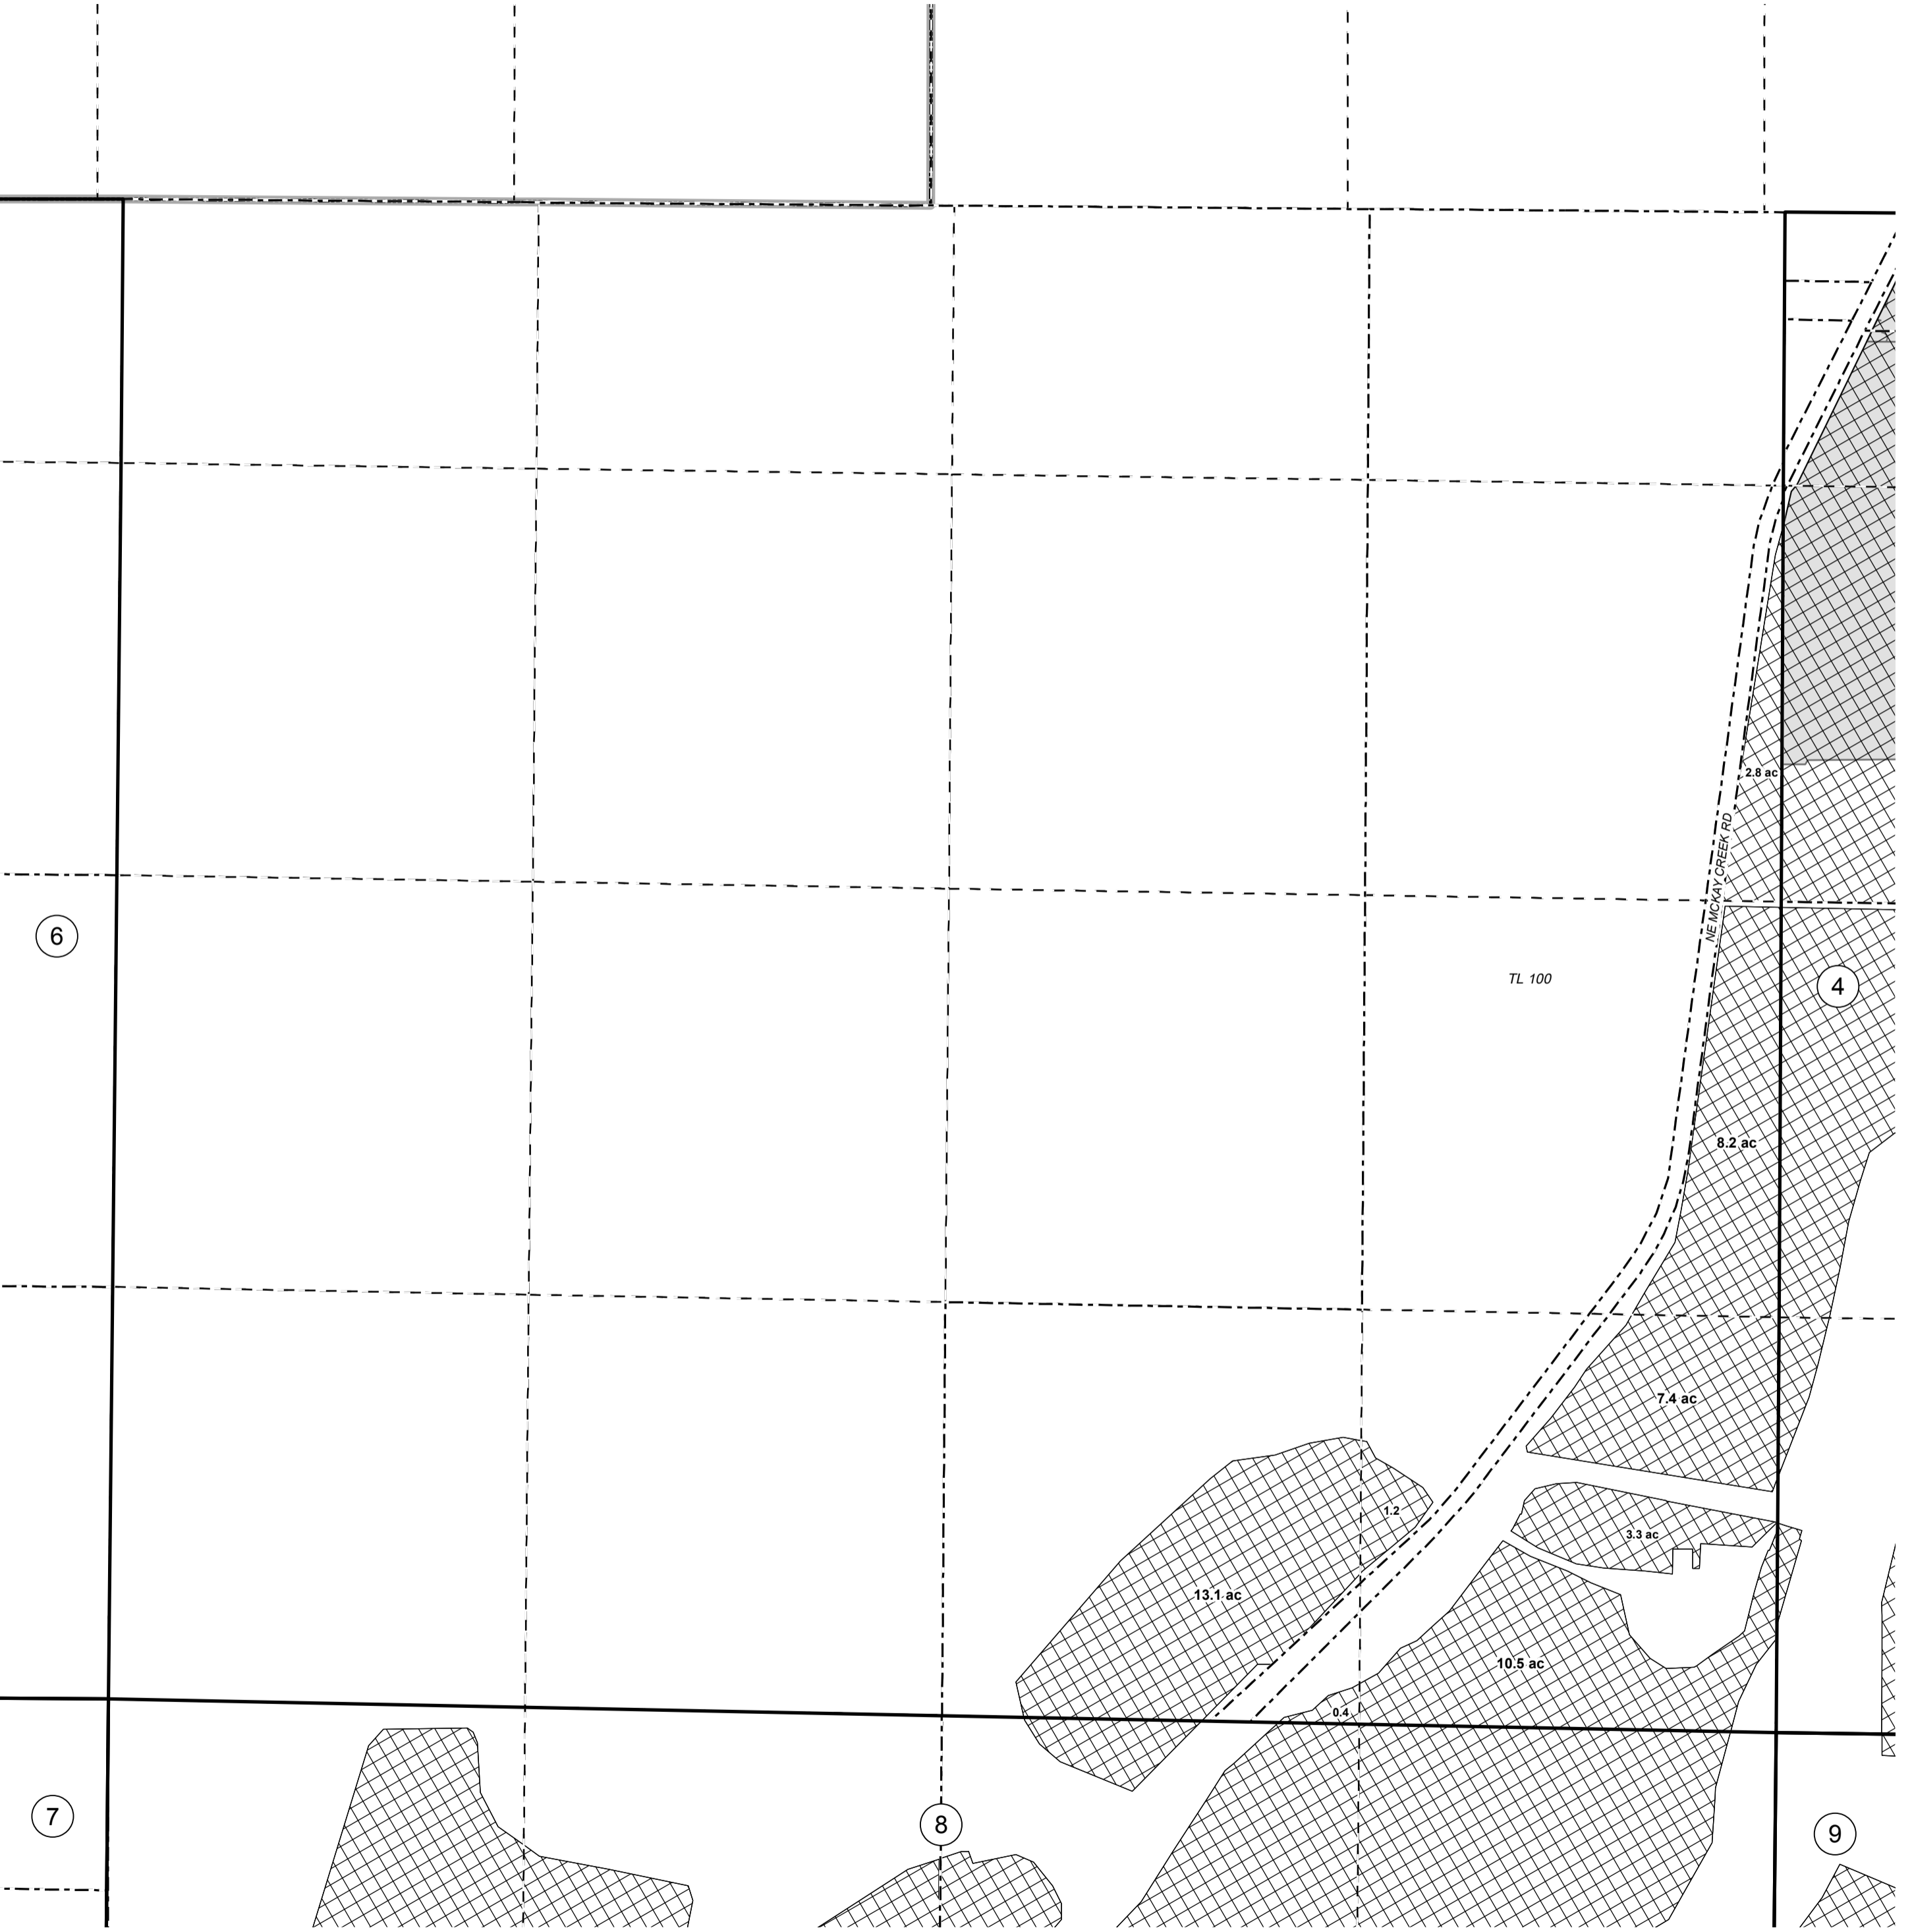 2.8 ac
NE MCKAY CREEK RD
6
TL 100
4
8.2 ac
7.4 ac
1.2
3.3 ac
13.1 ac
10.5 ac
0.4
7
8
9